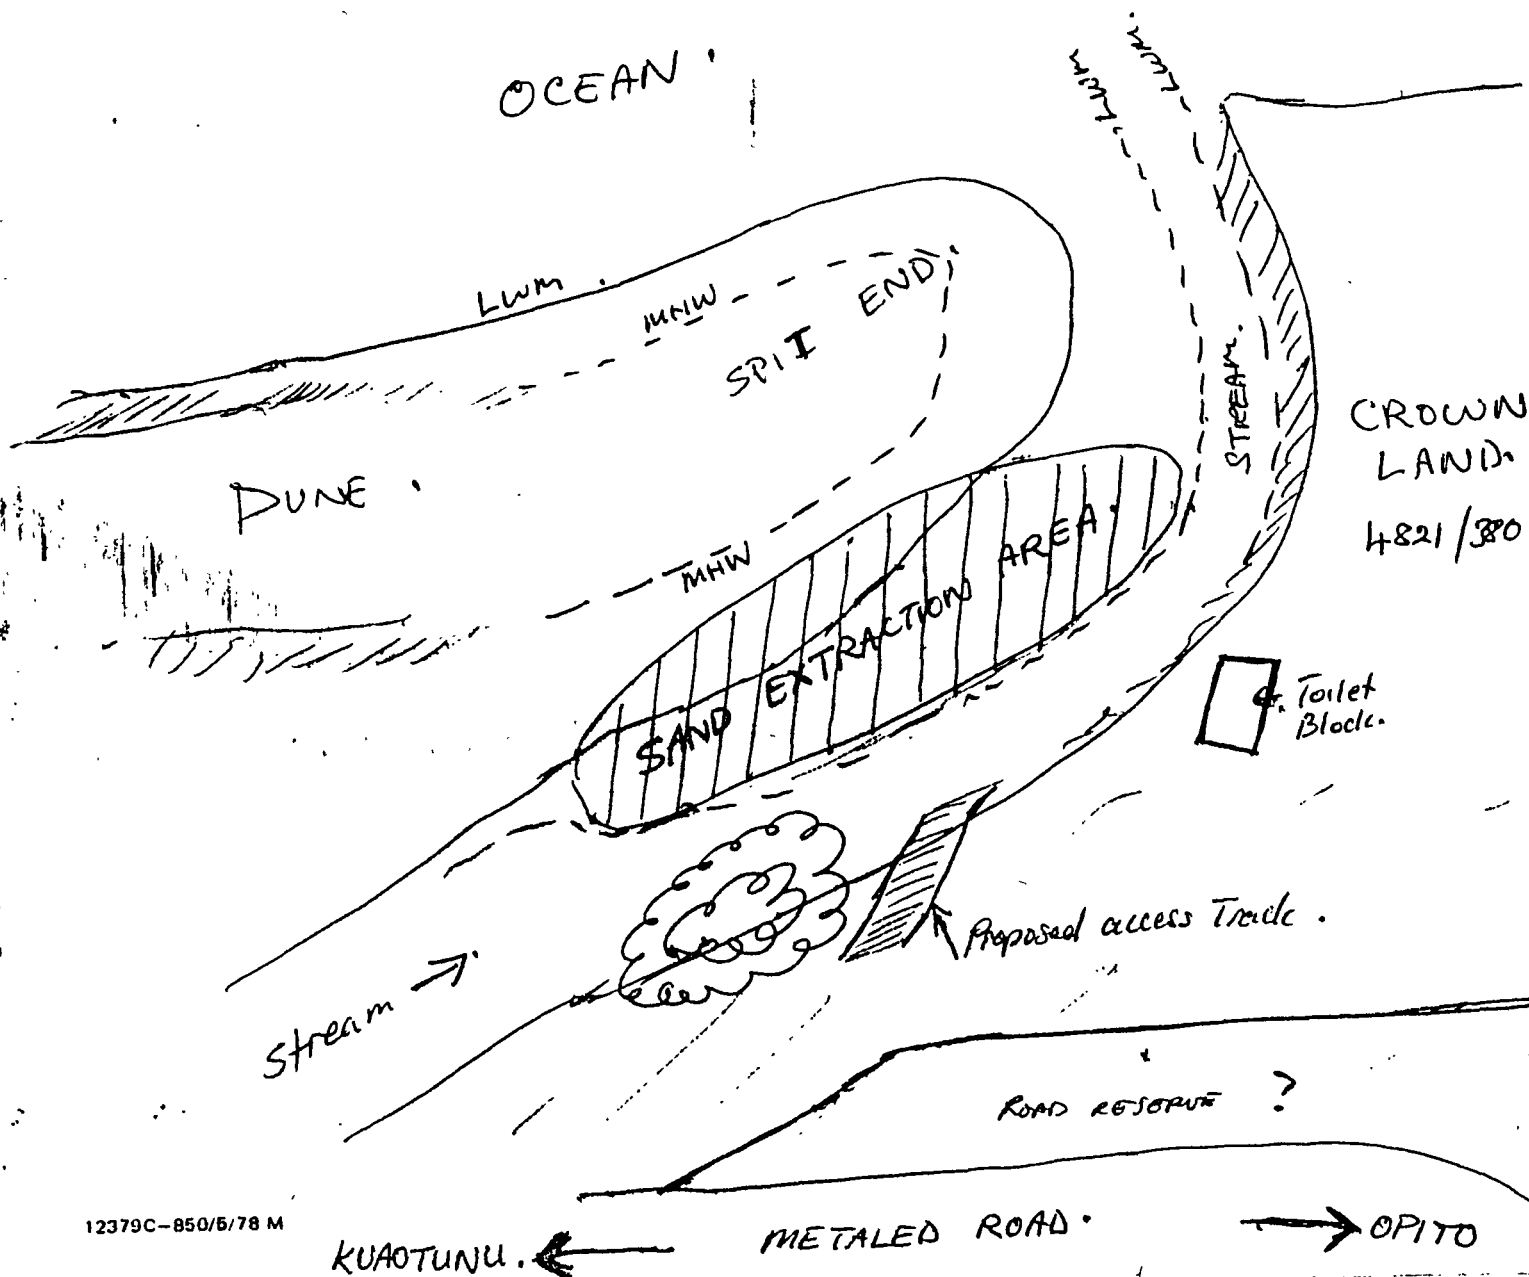 OCEAN.
LWM
LWM.
LWM.
MHW
SPIT END.
STREAM.
CROWN
LAND.
4821/380
DUNE.
MHW
SAND EXTRACTION AREA.
Toilet
Block.
Proposed access Track.
Stream
ROAD RESERVE ?
12379C-850/5/78 M
KUAOTUNU.
METALED ROAD.
OPITO